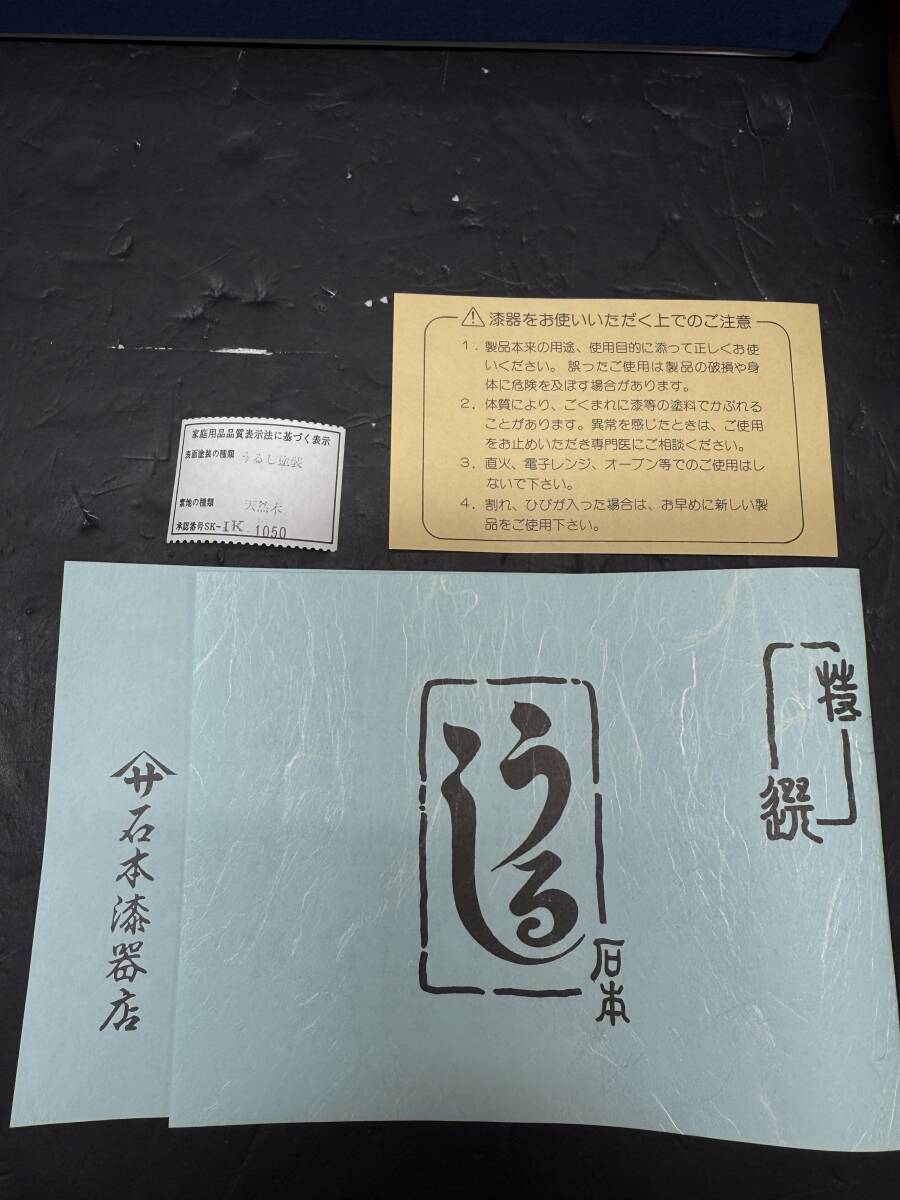 ⚠漆器をお使いいただく上でのご注意
1．製品本来の用途、使用目的に添って正しくお使
いください。誤ったご使用は製品の破損や身
体に危険を及ぼす場合があります。
2．体質により、ごくまれに漆等の塗料でかぶれる
ことがあります。異常を感じたときは、ご使用
をお止めいただき専門医にご相談ください。
3．直火、電子レンジ、オーブン等でのご使用はし
ないで下さい。
4．割れ、ひびが入った場合は、お早めに新しい製
品をご使用下さい。
家庭用品品質表示法に基づく表示
表面塗装の種類 うるし塗装
素地の種類 天然木
承認番号SK-IK-1050
特選
うるし
石本
サ石本漆器店